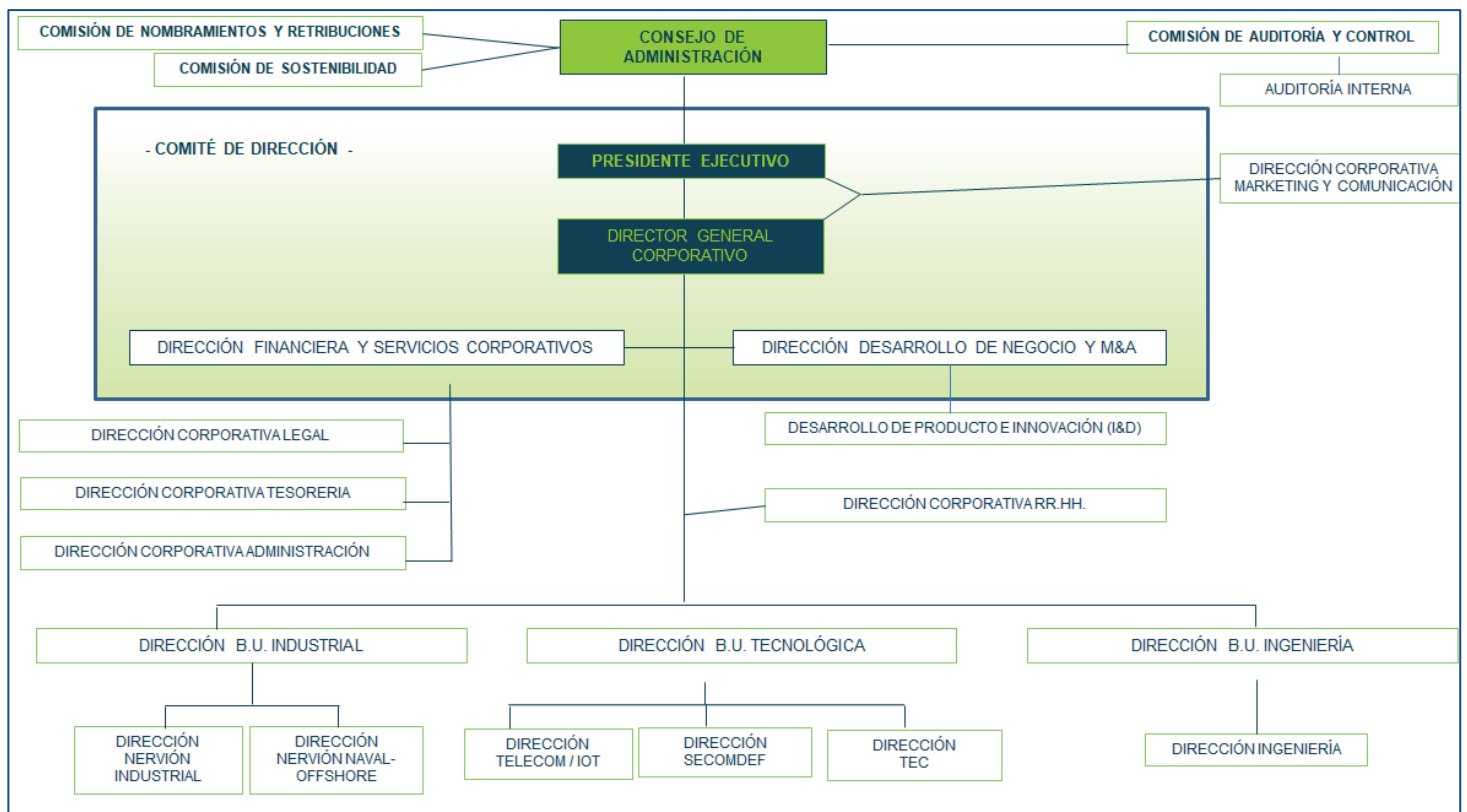 COMISIÓN DE NOMBRAMIENTOS Y RETRIBUCIONES
COMISIÓN DE SOSTENIBILIDAD
CONSEJO DE
ADMINISTRACIÓN
COMISIÓN DE AUDITORÍA Y CONTROL
AUDITORÍA INTERNA
- COMITÉ DE DIRECCIÓN -
PRESIDENTE EJECUTIVO
DIRECCIÓN CORPORATIVA
MARKETING Y COMUNICACIÓN
DIRECTOR GENERAL
CORPORATIVO
DIRECCIÓN FINANCIERA Y SERVICIOS CORPORATIVOS
DIRECCIÓN DESARROLLO DE NEGOCIO Y M&A
DIRECCIÓN CORPORATIVA LEGAL
DESARROLLO DE PRODUCTO E INNOVACIÓN (I&D)
DIRECCIÓN CORPORATIVA TESORERIA
DIRECCIÓN CORPORATIVA RR.HH.
DIRECCIÓN CORPORATIVA ADMINISTRACIÓN
DIRECCIÓN B.U. INDUSTRIAL
DIRECCIÓN B.U. TECNOLÓGICA
DIRECCIÓN B.U. INGENIERÍA
DIRECCIÓN
NERVIÓN
INDUSTRIAL
DIRECCIÓN
NERVIÓN NAVAL-
OFFSHORE
DIRECCIÓN
TELECOM / IOT
DIRECCIÓN
SECOMDEF
DIRECCIÓN
TEC
DIRECCIÓN INGENIERÍA